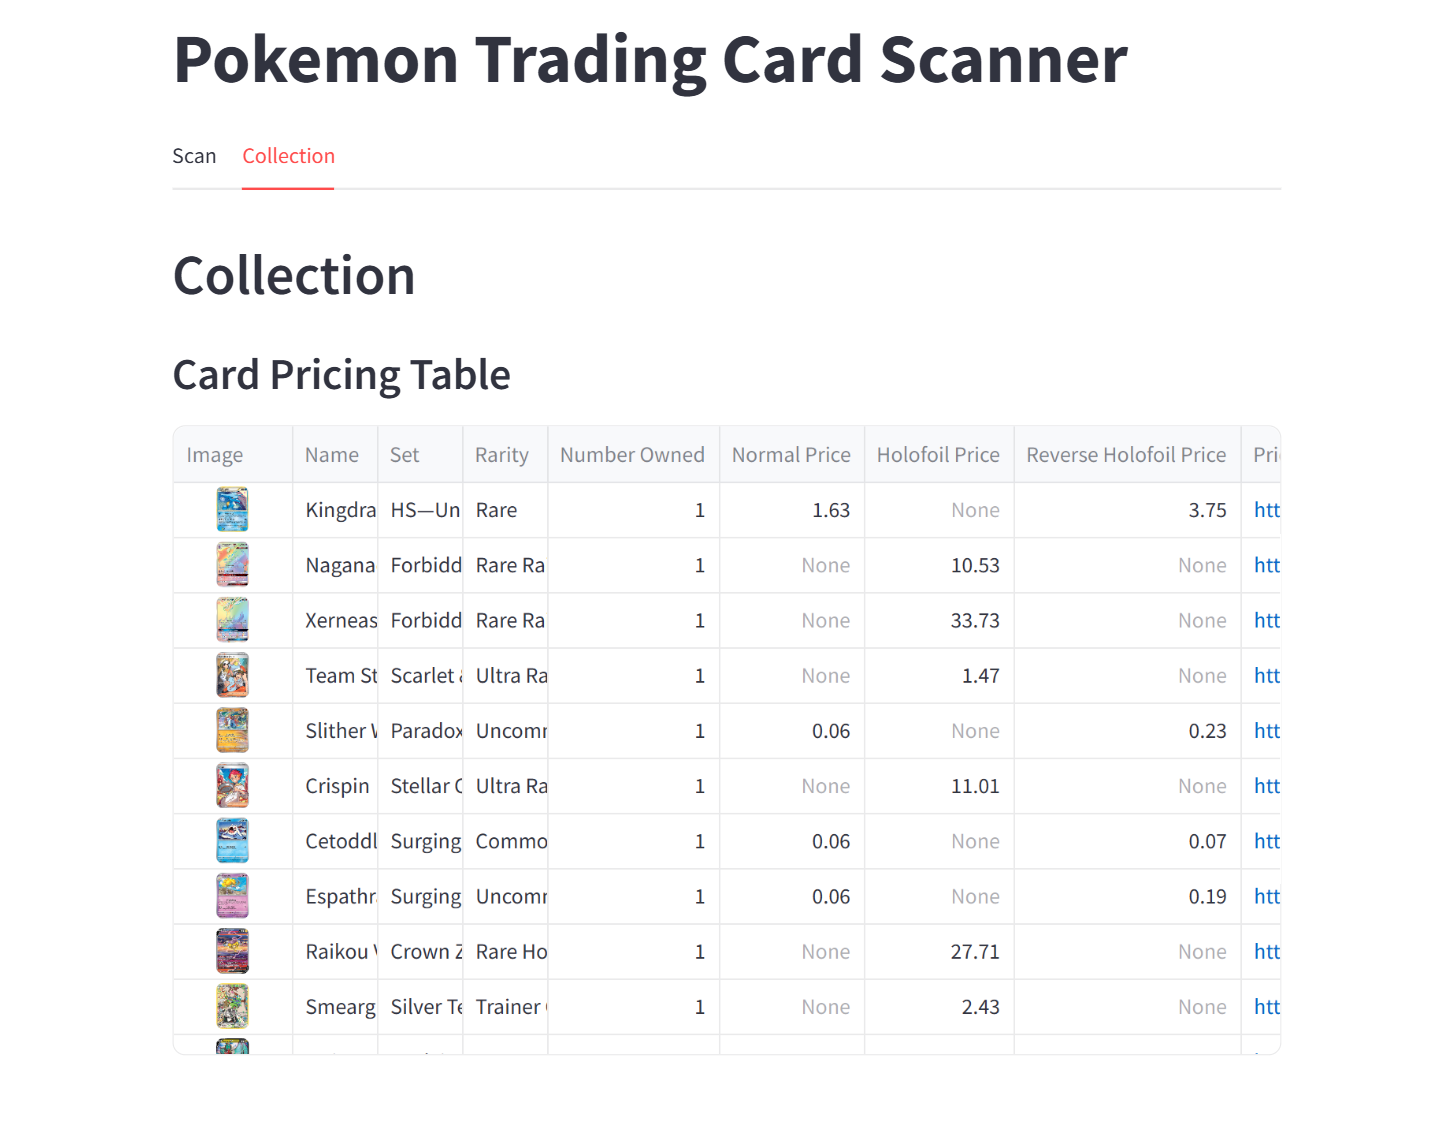 Pokemon Trading Card Scanner
Scan Collection
Collection
Card Pricing Table
Image Name Set Rarity Number Owned Normal Price Holofoil Price Reverse Holofoil Price Pri
Kingdra HS—Un Rare 1 1.63 None 3.75 htt
Nagana Forbidd Rare Ra 1 None 10.53 None htt
Xerneas Forbidd Rare Ra 1 None 33.73 None htt
Team St Scarlet & Ultra Ra 1 None 1.47 None htt
Slither W Paradox Uncomm 1 0.06 None 0.23 htt
Crispin Stellar C Ultra Ra 1 None 11.01 None htt
Cetoddl Surging Commo 1 0.06 None 0.07 htt
Espathr Surging Uncomm 1 0.06 None 0.19 htt
Raikou V Crown Z Rare Ho 1 None 27.71 None htt
Smearg Silver Te Trainer 1 None 2.43 None htt